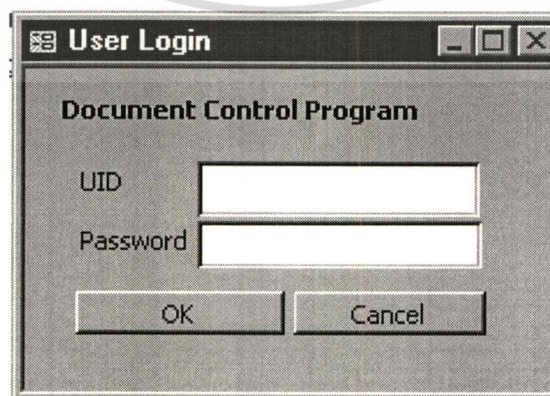 User Login
Document Control Program
UID
Password
OK
Cancel